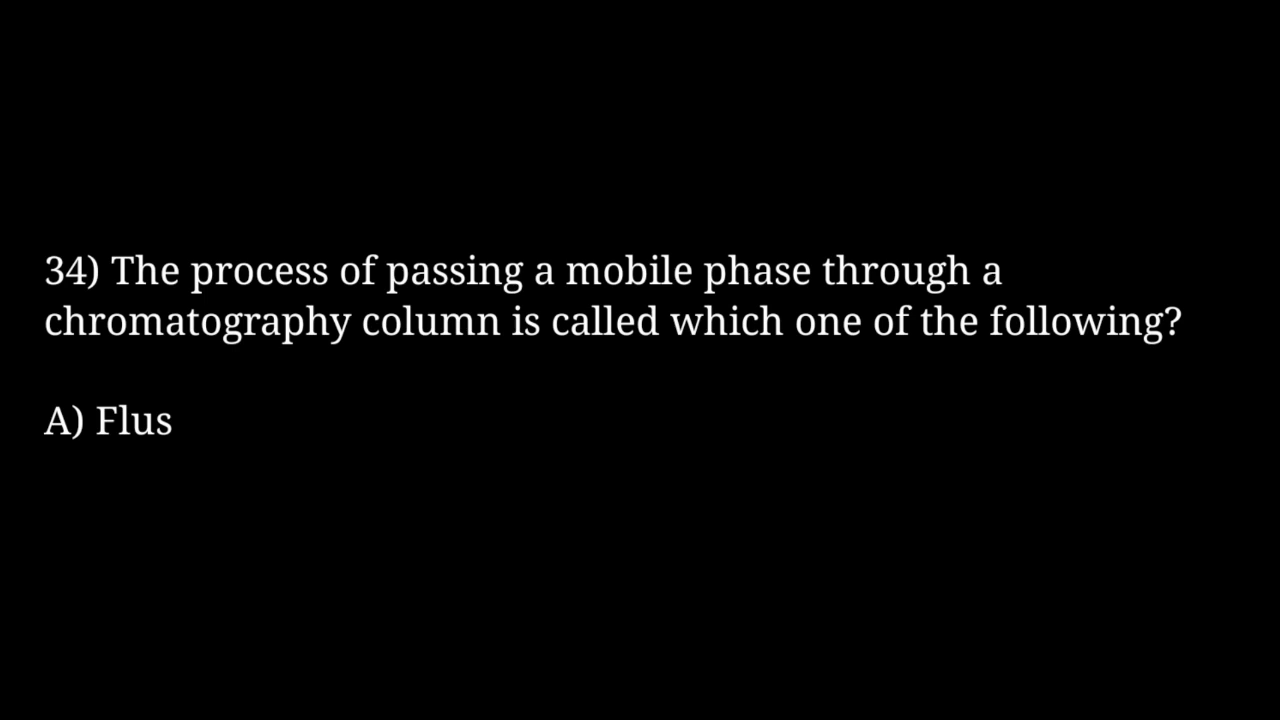 34) The process of passing a mobile phase through a
chromatography column is called which one of the following?
A) Flus